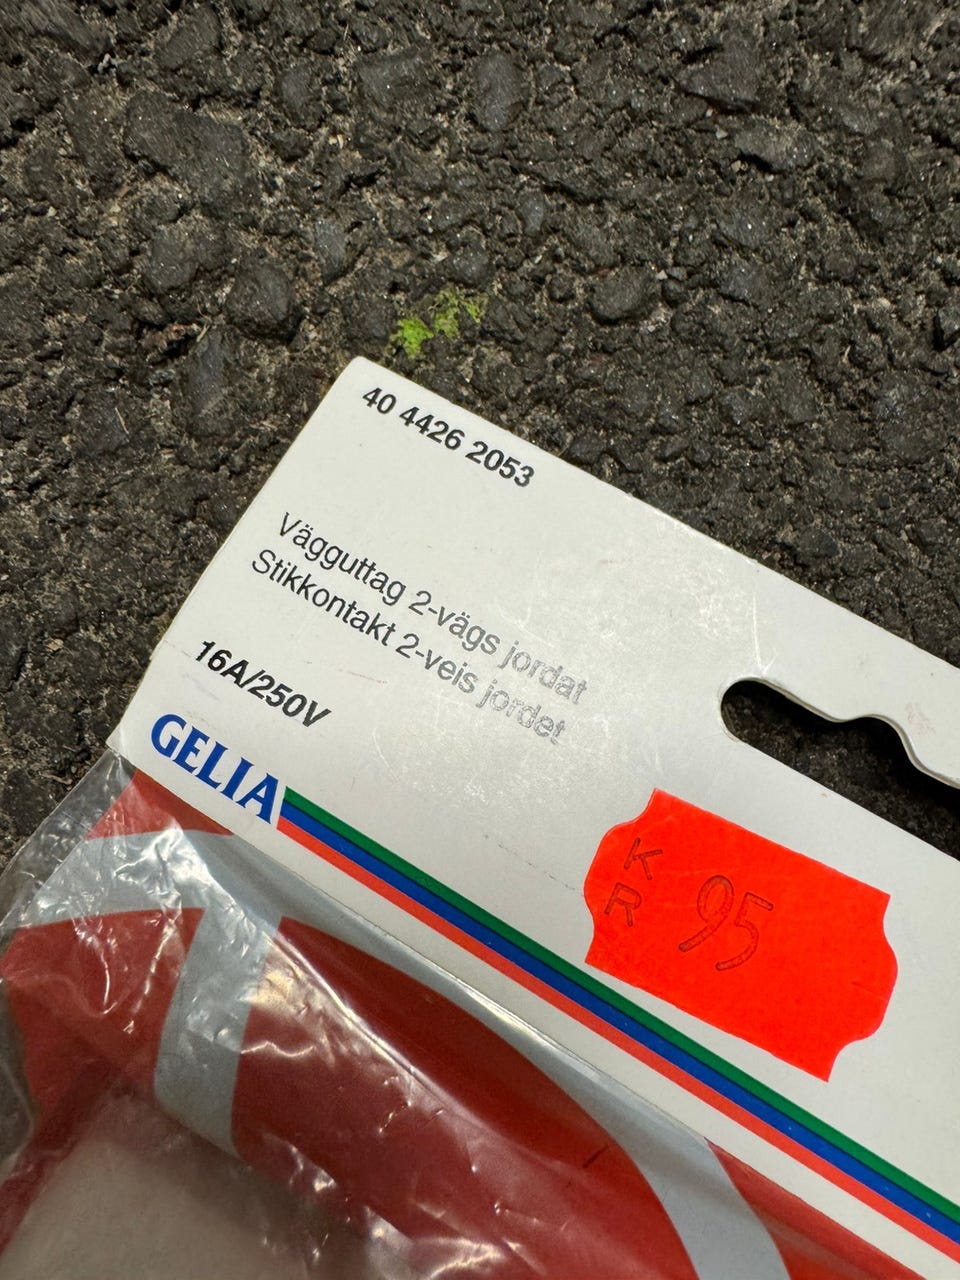 40 4426 2053
Vägguttag 2-vägs jordat
Stikkontakt 2-veis jordet
16A/250V
GELIA
KR 95